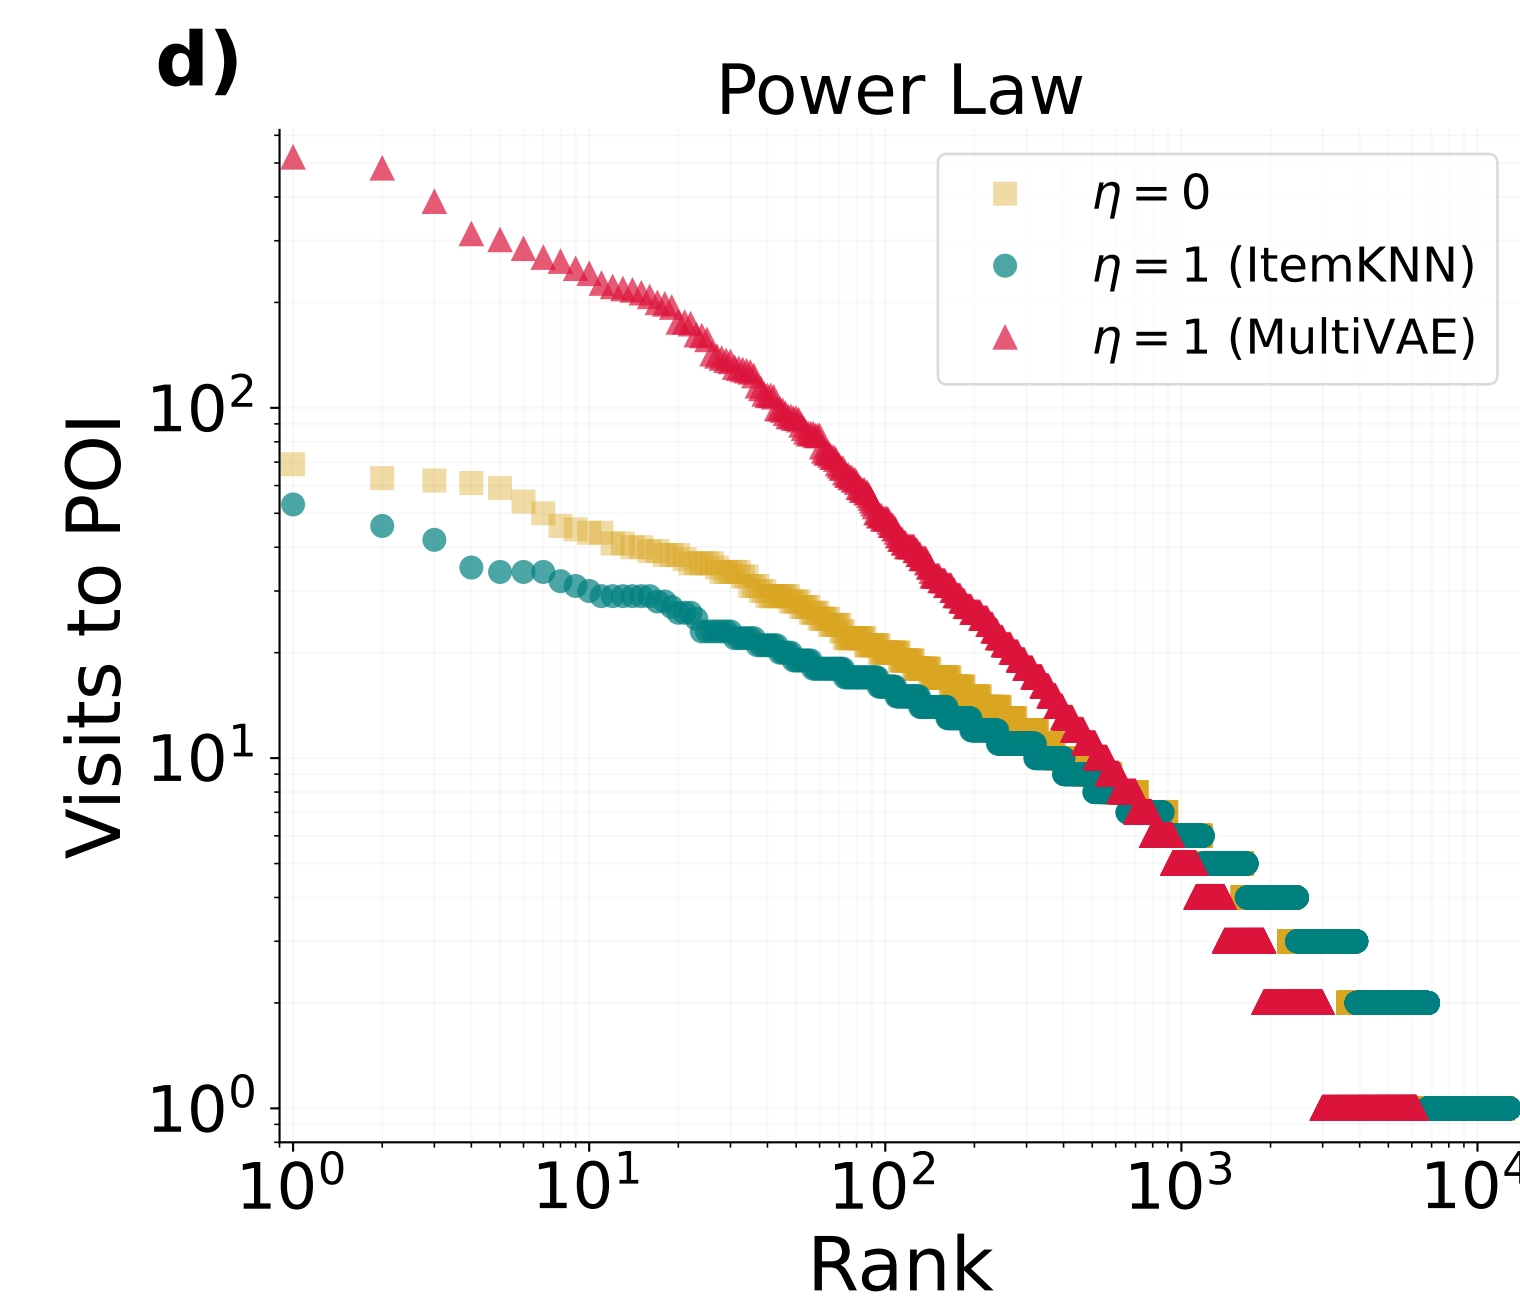 d)
Power Law
η = 0
η = 1 (ItemKNN)
η = 1 (MultiVAE)
Visits to POI
10²
10¹
10⁰
10⁰ 10¹ 10² 10³ 10⁴
Rank